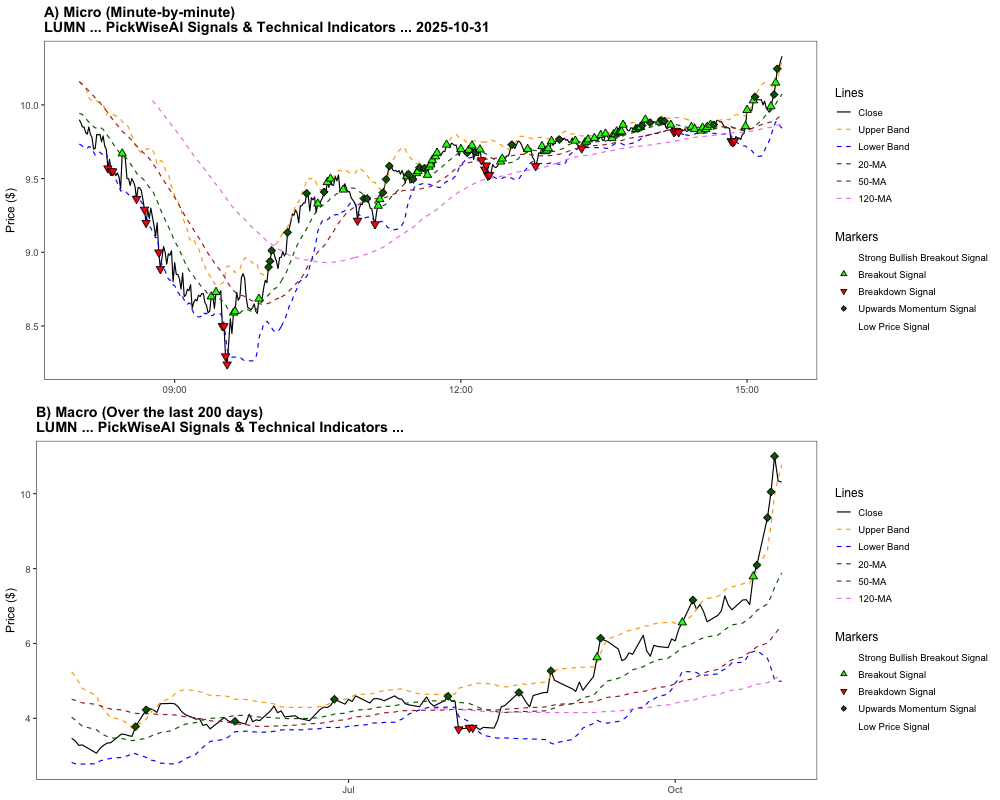 A) Micro (Minute-by-minute)
LUMN ... PickWiseAI Signals & Technical Indicators ... 2025-10-31
Price ($)
10.0
9.5
9.0
8.5
09:00
12:00
15:00
Lines
Close
Upper Band
Lower Band
20-MA
50-MA
120-MA
Markers
Strong Bullish Breakout Signal
Breakout Signal
Breakdown Signal
Upwards Momentum Signal
Low Price Signal
B) Macro (Over the last 200 days)
LUMN ... PickWiseAI Signals & Technical Indicators ...
Price ($)
10
8
6
4
Jul
Oct
Lines
Close
Upper Band
Lower Band
20-MA
50-MA
120-MA
Markers
Strong Bullish Breakout Signal
Breakout Signal
Breakdown Signal
Upwards Momentum Signal
Low Price Signal